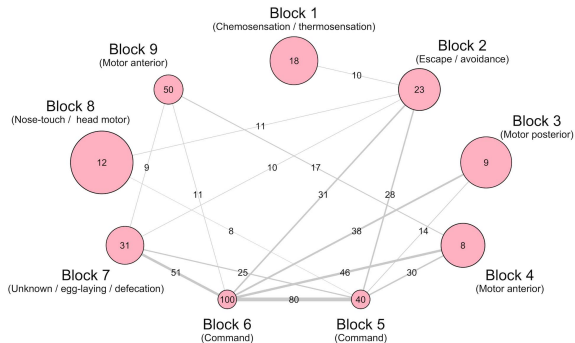 Block 1
(Chemosensation / thermosensation)
18
10
Block 2
(Escape / avoidance)
23
Block 9
(Motor anterior)
50
Block 8
(Nose-touch / head motor)
12
11
Block 3
(Motor posterior)
9
9
10
17
11
31
28
8
38
14
31
Block 7
(Unknown / egg-laying / defecation)
8
Block 4
(Motor anterior)
51
25
46
30
100
80
40
Block 6
(Command)
Block 5
(Command)